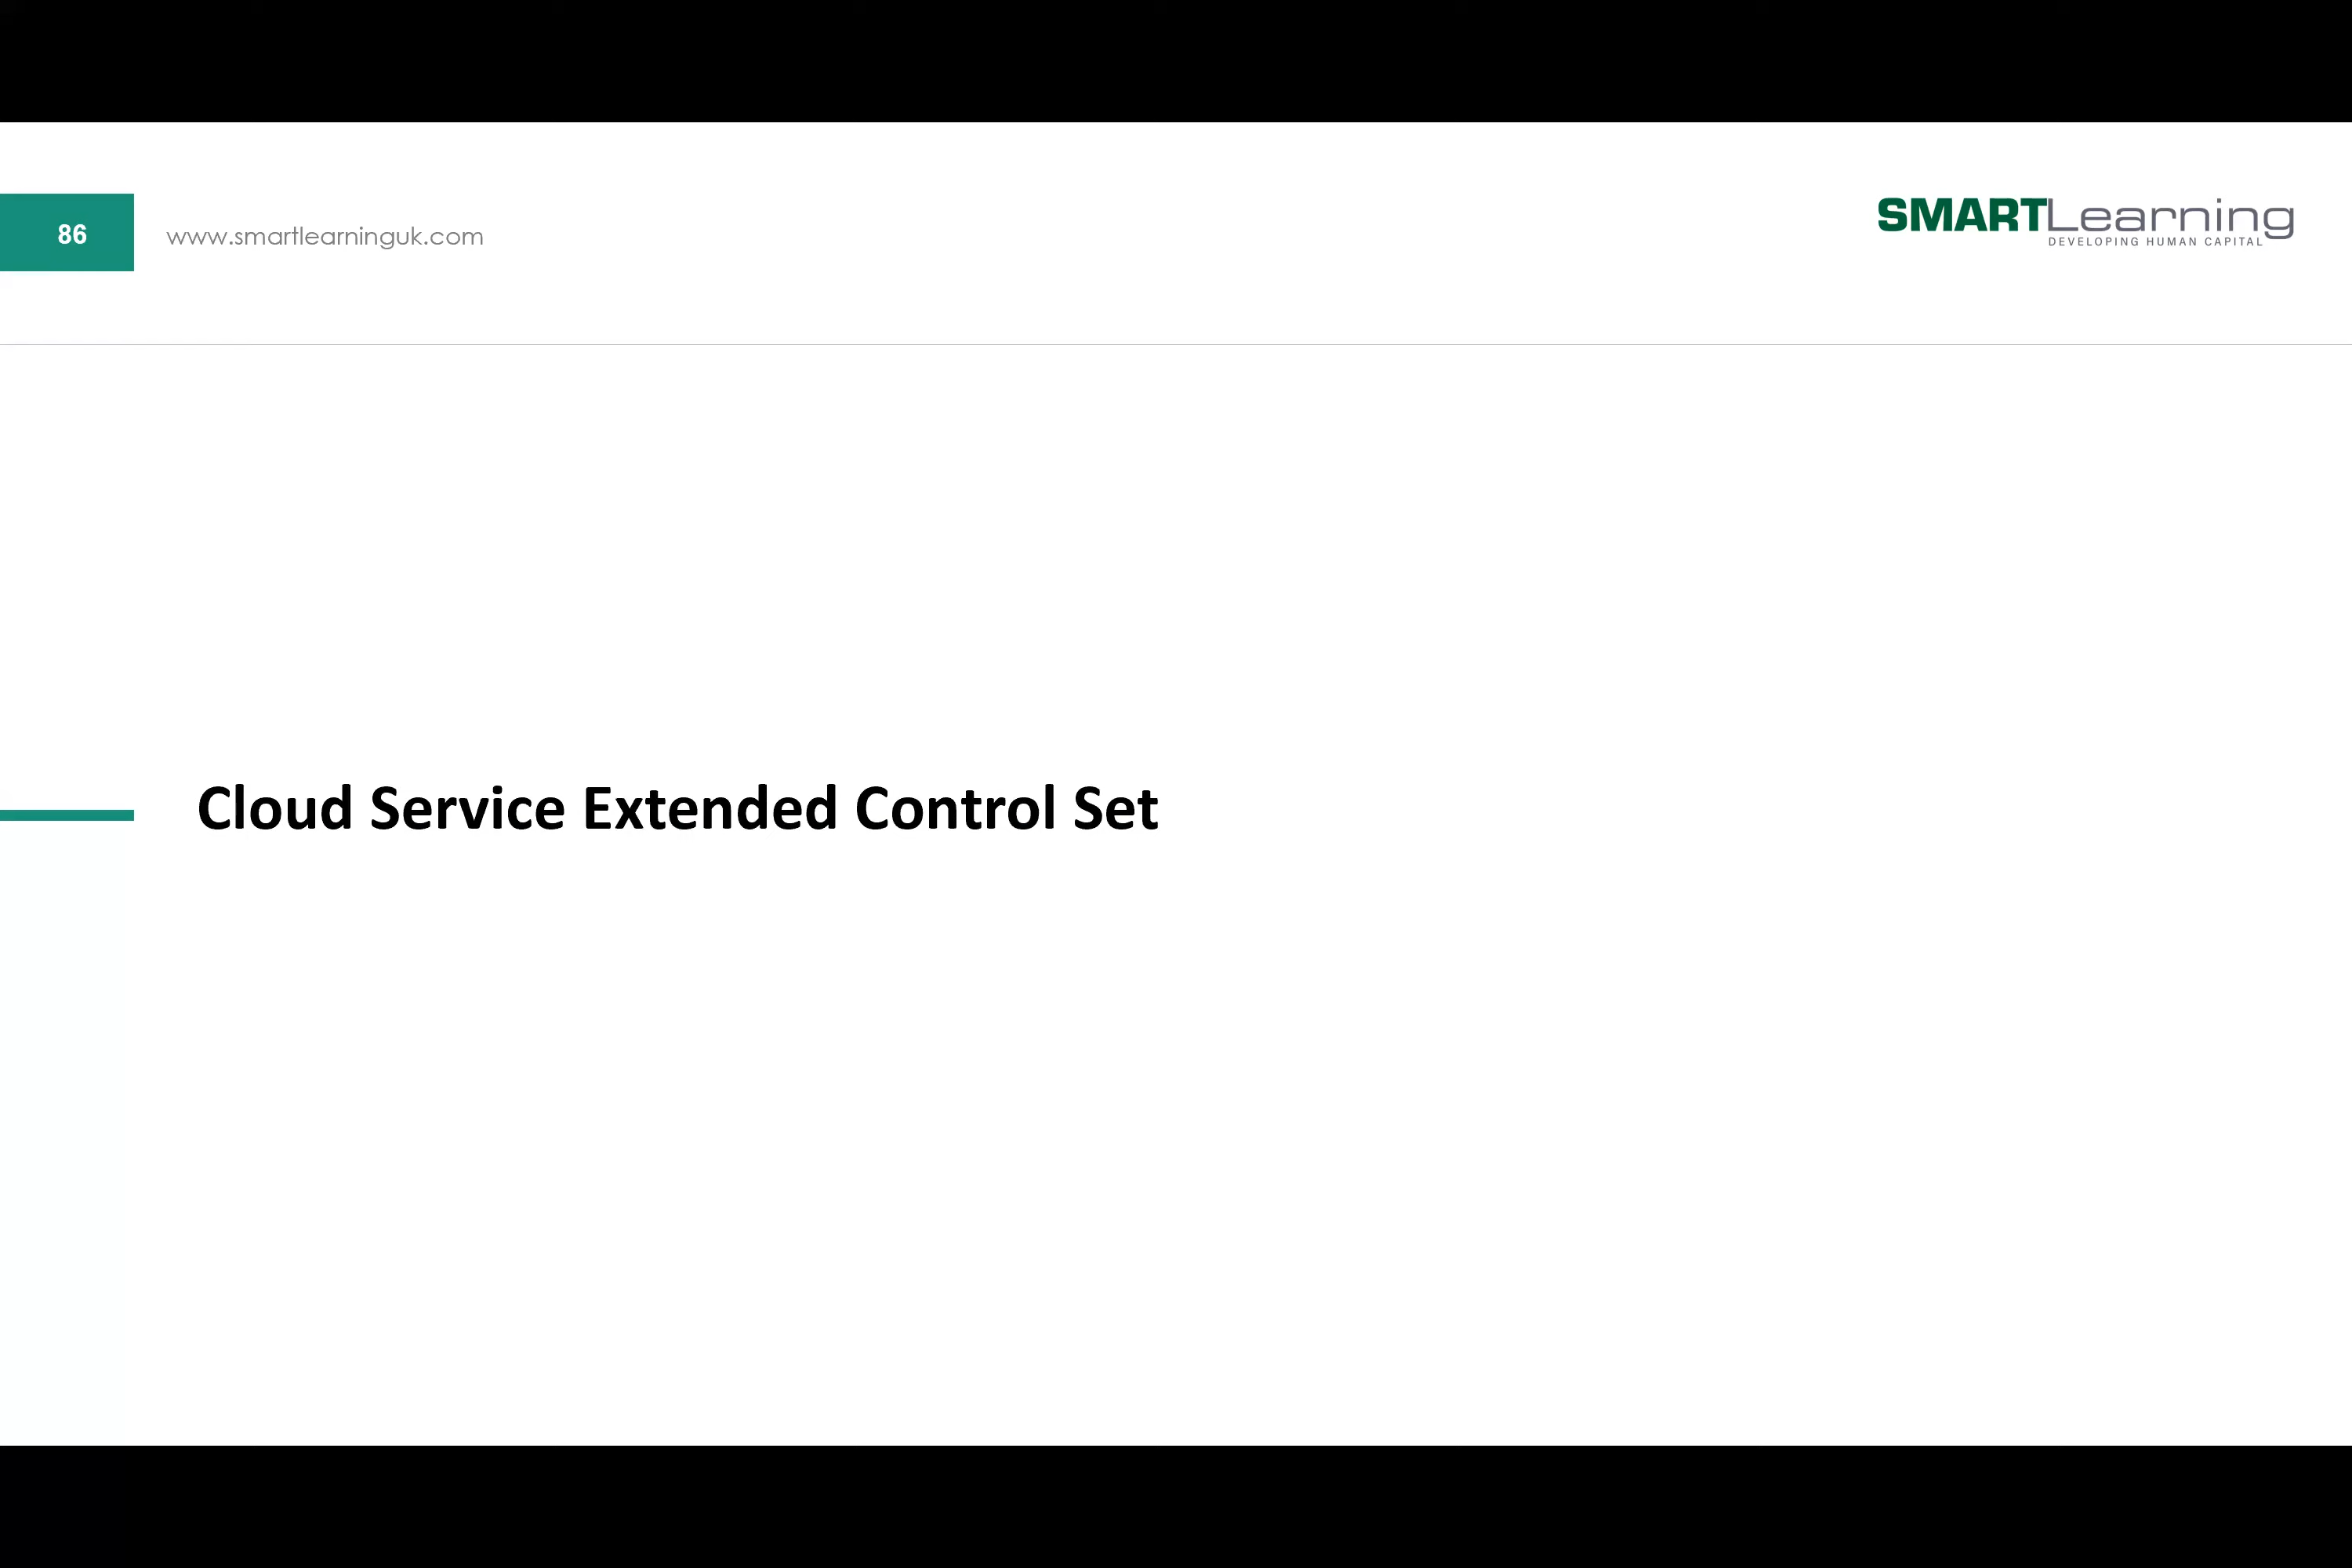 86
www.smartlearninguk.com
SMARTLearning
DEVELOPING HUMAN CAPITAL
Cloud Service Extended Control Set